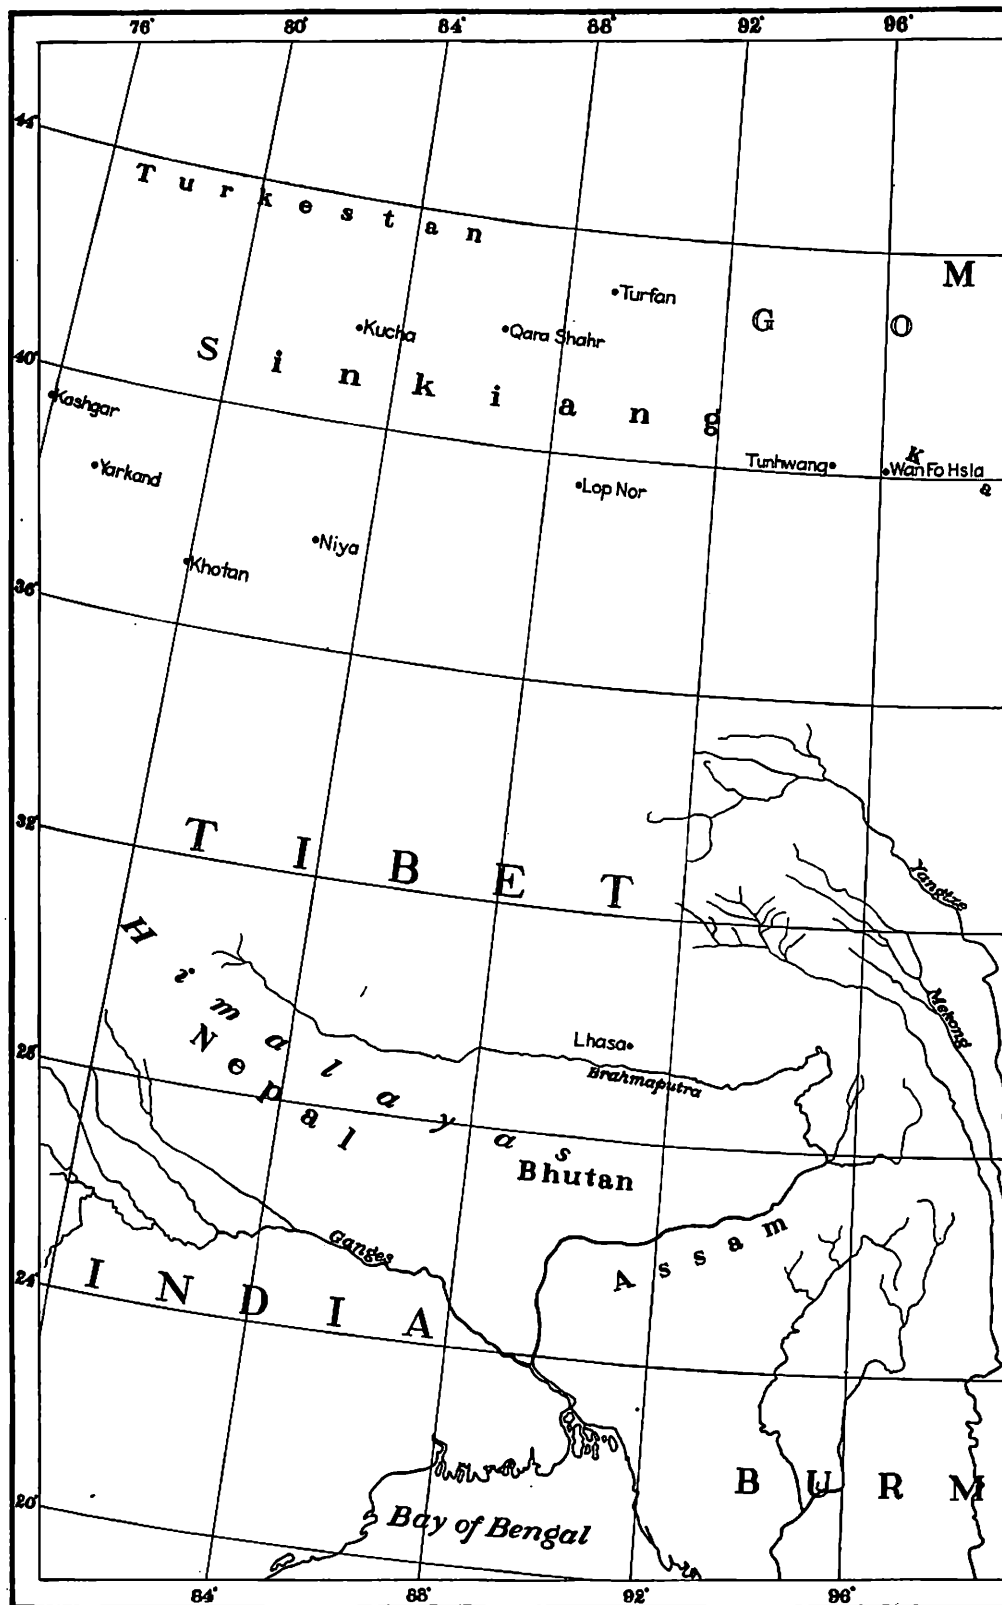 76° 80° 84° 88° 92° 96°
44°
Turkestan
M
Turfan
G O
Kucha
Qara Shahr
Sinkiang
40°
Kashgar
K
Tunhwang
Wan Fo Hsia
a
Yarkand
Lop Nor
Niya
Khotan
36°
32°
TIBET
Yangtze
Himalayas
Mekong
Nepal
Lhasa
28°
Brahmaputra
Bhutan
Ganges
Assam
24°
INDIA
BURM
20°
Bay of Bengal
84° 88° 92° 96°